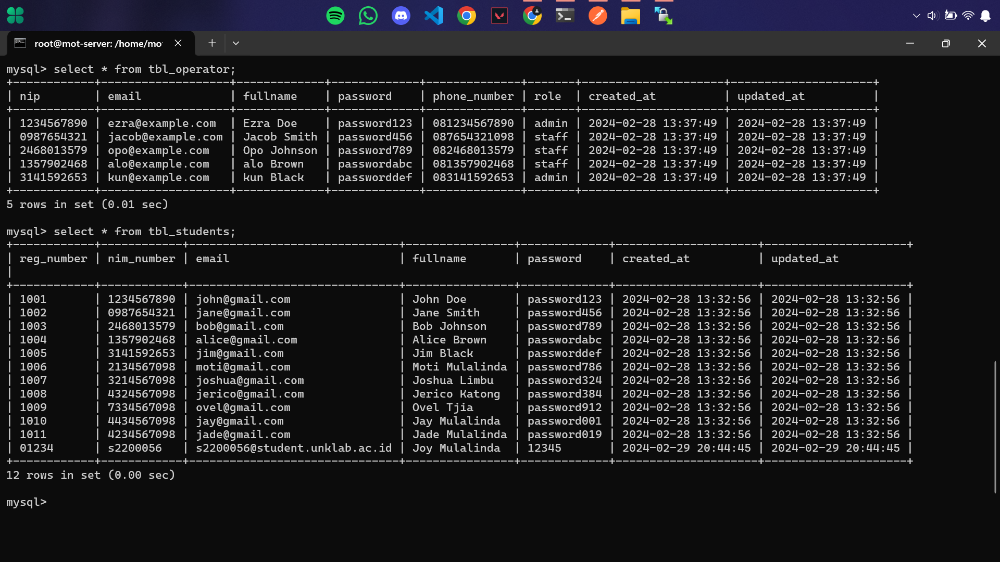 root@mot-server: /home/mo
mysql> select * from tbl_operator;
+------------+-------------------+-------------+-------------+--------------+-------+---------------------+---------------------+
| nip        | email             | fullname    | password    | phone_number | role  | created_at          | updated_at          |
+------------+-------------------+-------------+-------------+--------------+-------+---------------------+---------------------+
| 1234567890 | ezra@example.com  | Ezra Doe    | password123 | 081234567890 | admin | 2024-02-28 13:37:49 | 2024-02-28 13:37:49 |
| 0987654321 | jacob@example.com | Jacob Smith | password456 | 087654321098 | staff | 2024-02-28 13:37:49 | 2024-02-28 13:37:49 |
| 2468013579 | opo@example.com   | Opo Johnson | password789 | 082468013579 | staff | 2024-02-28 13:37:49 | 2024-02-28 13:37:49 |
| 1357902468 | alo@example.com   | alo Brown   | passwordabc | 081357902468 | staff | 2024-02-28 13:37:49 | 2024-02-28 13:37:49 |
| 3141592653 | kun@example.com   | kun Black   | passworddef | 083141592653 | admin | 2024-02-28 13:37:49 | 2024-02-28 13:37:49 |
+------------+-------------------+-------------+-------------+--------------+-------+---------------------+---------------------+
5 rows in set (0.01 sec)
mysql> select * from tbl_students;
+------------+------------+-------------------------------+----------------+-------------+---------------------+---------------------+
| reg_number | nim_number | email                         | fullname       | password    | created_at          | updated_at
|
+------------+------------+-------------------------------+----------------+-------------+---------------------+---------------------+
| 1001       | 1234567890 | john@gmail.com                | John Doe       | password123 | 2024-02-28 13:32:56 | 2024-02-28 13:32:56 |
| 1002       | 0987654321 | jane@gmail.com                | Jane Smith     | password456 | 2024-02-28 13:32:56 | 2024-02-28 13:32:56 |
| 1003       | 2468013579 | bob@gmail.com                 | Bob Johnson    | password789 | 2024-02-28 13:32:56 | 2024-02-28 13:32:56 |
| 1004       | 1357902468 | alice@gmail.com               | Alice Brown    | passwordabc | 2024-02-28 13:32:56 | 2024-02-28 13:32:56 |
| 1005       | 3141592653 | jim@gmail.com                 | Jim Black      | passworddef | 2024-02-28 13:32:56 | 2024-02-28 13:32:56 |
| 1006       | 2134567098 | moti@gmail.com                | Moti Mulalinda | password786 | 2024-02-28 13:32:56 | 2024-02-28 13:32:56 |
| 1007       | 3214567098 | joshua@gmail.com              | Joshua Limbu   | password324 | 2024-02-28 13:32:56 | 2024-02-28 13:32:56 |
| 1008       | 4324567098 | jerico@gmail.com              | Jerico Katong  | password384 | 2024-02-28 13:32:56 | 2024-02-28 13:32:56 |
| 1009       | 7334567098 | ovel@gmail.com                | Ovel Tjia      | password912 | 2024-02-28 13:32:56 | 2024-02-28 13:32:56 |
| 1010       | 4434567098 | jay@gmail.com                 | Jay Mulalinda  | password001 | 2024-02-28 13:32:56 | 2024-02-28 13:32:56 |
| 1011       | 4234567098 | jade@gmail.com                | Jade Mulalinda | password019 | 2024-02-28 13:32:56 | 2024-02-28 13:32:56 |
| 01234      | s2200056   | s2200056@student.unklab.ac.id | Joy Mulalinda  | 12345       | 2024-02-29 20:44:45 | 2024-02-29 20:44:45 |
+------------+------------+-------------------------------+----------------+-------------+---------------------+---------------------+
12 rows in set (0.00 sec)
mysql>